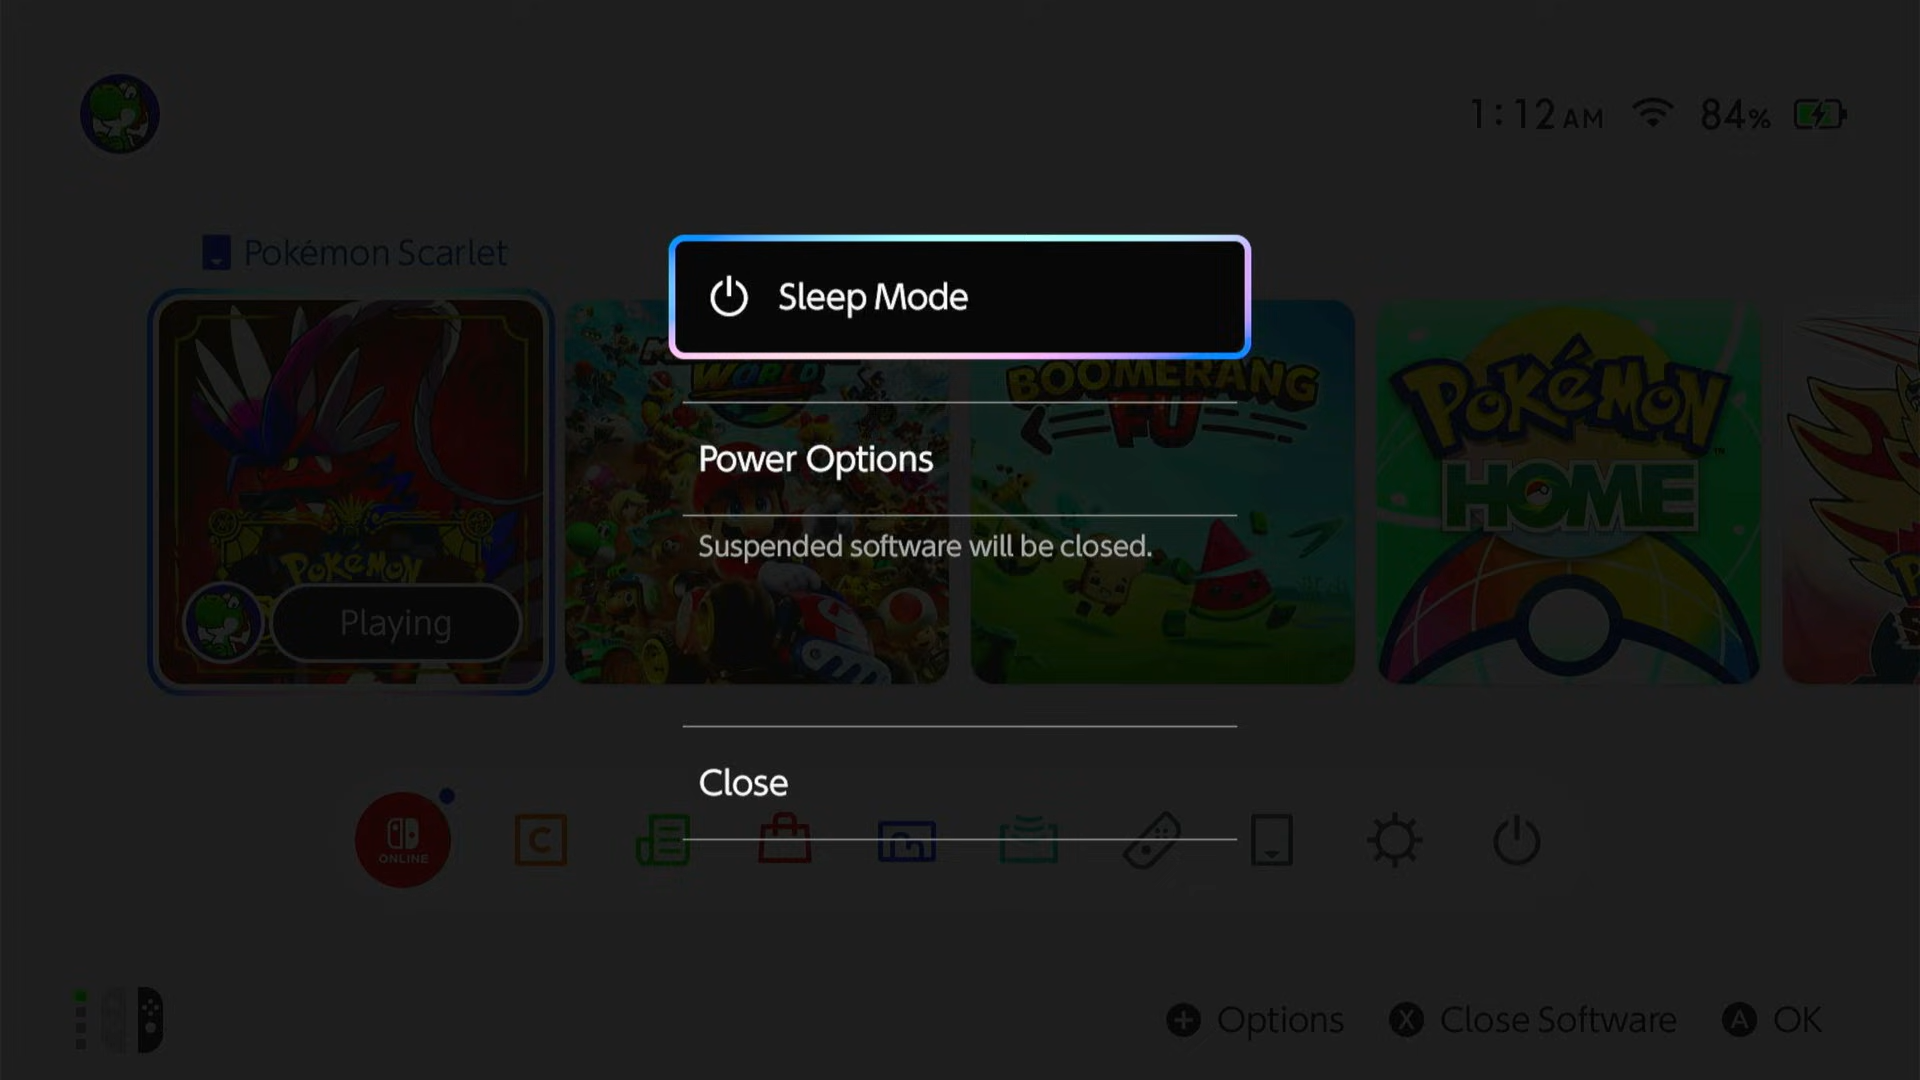 1:12 AM 84%
Pokémon Scarlet
Sleep Mode
WORLD
BOOMERANG
FU
POKéMON
HOME
Power Options
Suspended software will be closed.
POKéMON
Playing
Close
ONLINE
C
+ Options X Close Software A OK